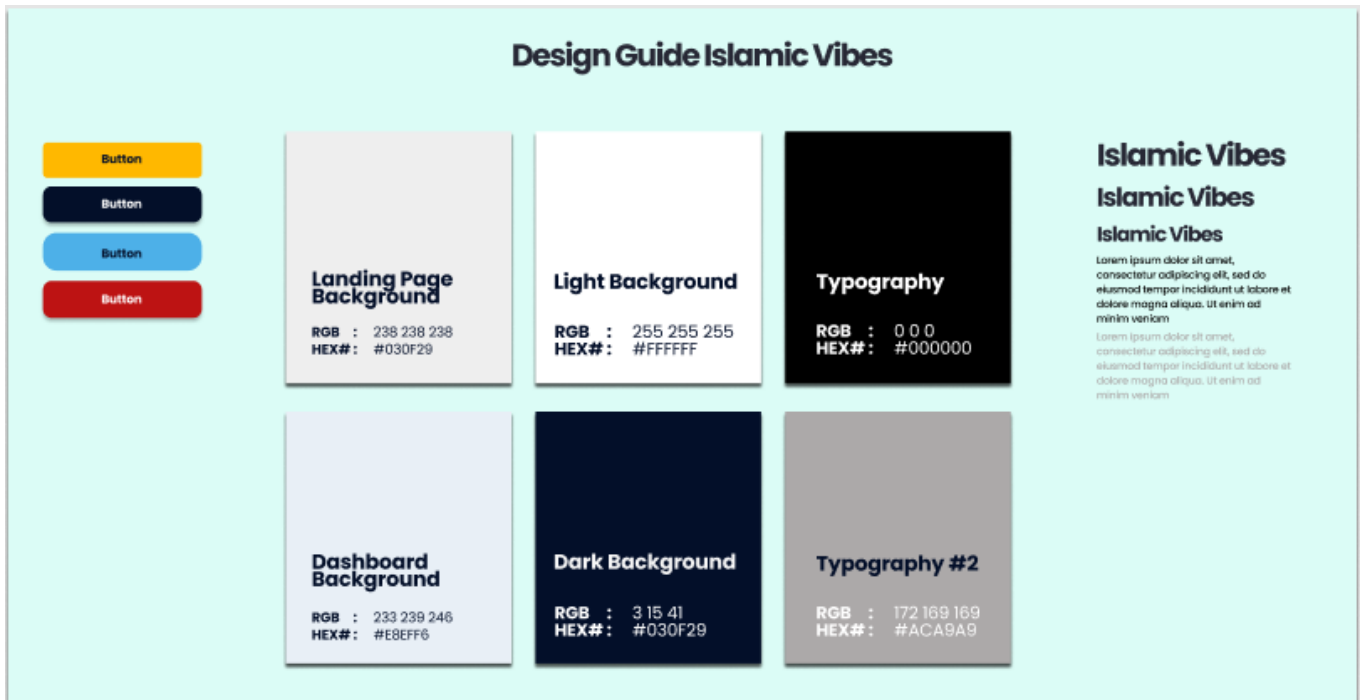 Design Guide Islamic Vibes
Button
Button
Button
Button
Landing Page
Background
RGB : 238 238 238
HEX# : #030F29
Light Background
RGB : 255 255 255
HEX# : #FFFFFF
Typography
RGB : 0 0 0
HEX# : #000000
Dashboard
Background
RGB : 233 239 246
HEX# : #E8EFF6
Dark Background
RGB : 3 15 41
HEX# : #030F29
Typography #2
RGB : 172 169 169
HEX# : #ACA9A9
Islamic Vibes
Islamic Vibes
Islamic Vibes
Lorem ipsum dolor sit amet,
consectetur adipiscing elit, sed do
eiusmod tempor incididunt ut labore et
dolore magna aliqua. Ut enim ad
minim veniam
Lorem ipsum dolor sit amet,
consectetur adipiscing elit, sed do
eiusmod tempor incididunt ut labore et
dolore magna aliqua. Ut enim ad
minim veniam